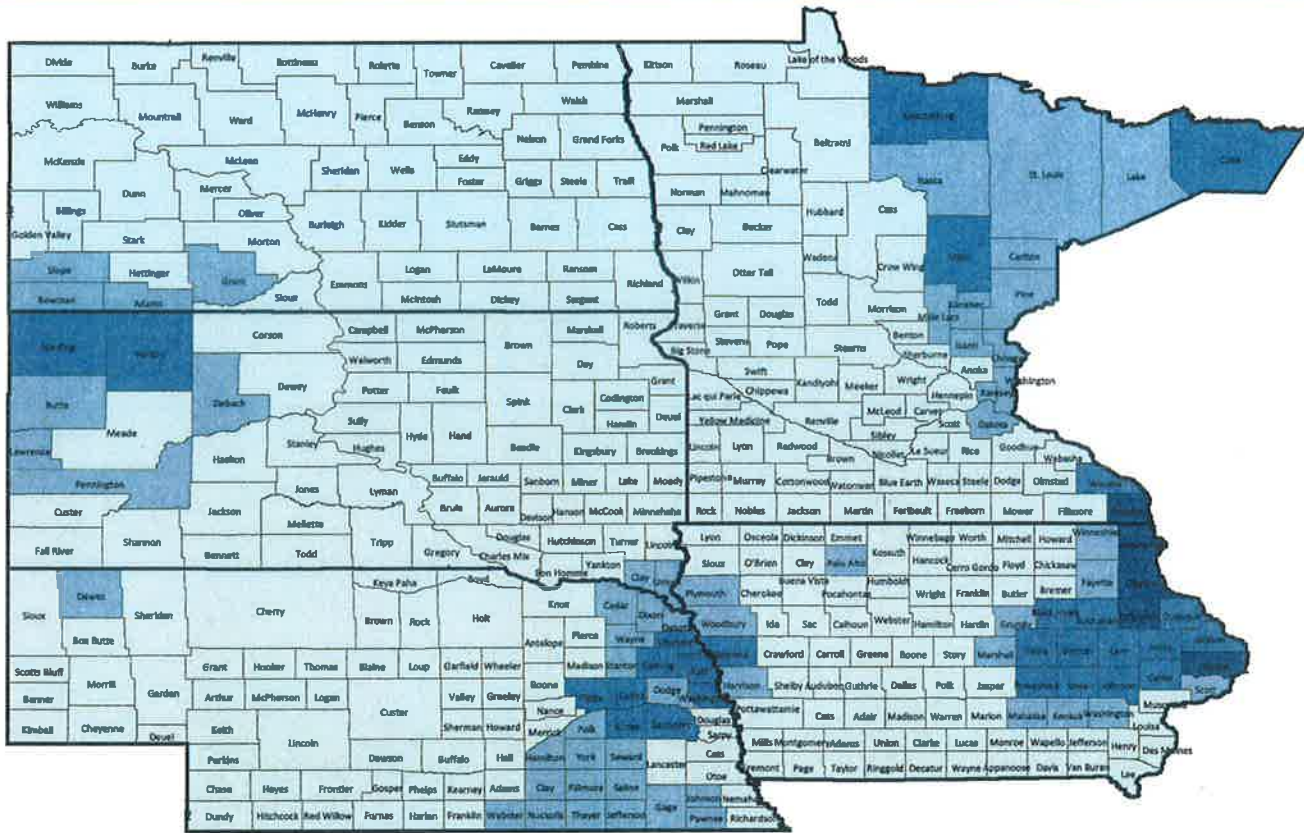 Divide Burke Renville Bottineau Rolette Towner Cavalier Pembina Kittson Roseau Lake of the Woods
Williams Mountrail Ward McHenry Pierce Benson Ramsey Walsh Marshall
Nelson Grand Forks Pennington Beltrami
McKenzie McLean Sheridan Wells Eddy Polk Red Lake Clearwater Itasca St. Louis Lake Cook
Dunn Mercer Foster Griggs Steele Traill Norman Mahnomen
Billings Oliver Burleigh Kidder Stutsman Barnes Cass Clay Becker Hubbard Cass
Golden Valley Stark Morton Wadena Crow Wing Carlton
Slope Hettinger Grant Logan LaMoure Ransom Richland Wilkin Otter Tail Pine
Bowman Adams Sioux Emmons McIntosh Dickey Sargent Todd Morrison Mille Lacs Kanabec
Grant Douglas Benton Isanti
Corson Campbell McPherson Brown Marshall Roberts Traverse Stevens Pope Stearns Sherburne Anoka Washington
Walworth Edmunds Day Big Stone Swift Wright Hennepin Ramsey
Butte Ziebach Dewey Potter Faulk Spink Clark Codington Grant Lac qui Parle Chippewa Kandiyohi Meeker McLeod Carver Scott Dakota
Meade Sully Hamlin Deuel Yellow Medicine Renville Sibley
Lawrence Haakon Stanley Hughes Hyde Hand Beadle Kingsbury Brookings Lincoln Lyon Redwood Brown Nicollet Le Sueur Rice Goodhue Wabasha
Pennington Jones Lyman Buffalo Jerauld Sanborn Miner Lake Moody Pipestone Murray Cottonwood Watonwan Blue Earth Waseca Steele Dodge Olmsted
Custer Jackson Brule Aurora Davison Hanson McCook Minnehaha Rock Nobles Jackson Martin Faribault Freeborn Mower Fillmore
Fall River Shannon Mellette Tripp Douglas Hutchinson Turner Lincoln Lyon Osceola Dickinson Emmet Winnebago Worth Mitchell Howard Winneshiek
Bennett Todd Gregory Charles Mix Bon Homme Yankton Clay Sioux O'Brien Clay Palo Alto Kossuth Hancock Cerro Gordo Floyd Chickasaw
Keya Paha Boyd Plymouth Cherokee Buena Vista Pocahontas Humboldt Wright Franklin Butler Bremer Fayette
Sioux Dawes Sheridan Cherry Brown Rock Holt Knox Cedar Dixon
Box Butte Antelope Pierce Wayne Woodbury Ida Sac Calhoun Webster Hamilton Hardin Grundy
Scotts Bluff Grant Hooker Thomas Blaine Loup Garfield Wheeler Madison Stanton Crawford Carroll Greene Boone Story Marshall
Banner Morrill Garden Arthur McPherson Logan Custer Valley Greeley Boone Dodge Harrison Shelby Audubon Guthrie Dallas Polk Jasper Scott
Kimball Cheyenne Deuel Keith Lincoln Sherman Howard Nance Merrick Polk Douglas Pottawattamie Cass Adair Madison Warren Marion Mahaska Keokuk Washington Louisa
Perkins Dawson Buffalo Hall Hamilton York Seward Lancaster Sarpy Cass Mills Montgomery Adams Union Clarke Lucas Monroe Wapello Jefferson Henry Des Moines
Chase Hayes Frontier Gosper Phelps Kearney Adams Clay Fillmore Saline Otoe Fremont Page Taylor Ringgold Decatur Wayne Appanoose Davis Van Buren Lee
Dundy Hitchcock Red Willow Furnas Harlan Franklin Webster Nuckolls Thayer Jefferson Gage Johnson Nemaha Pawnee Richardson